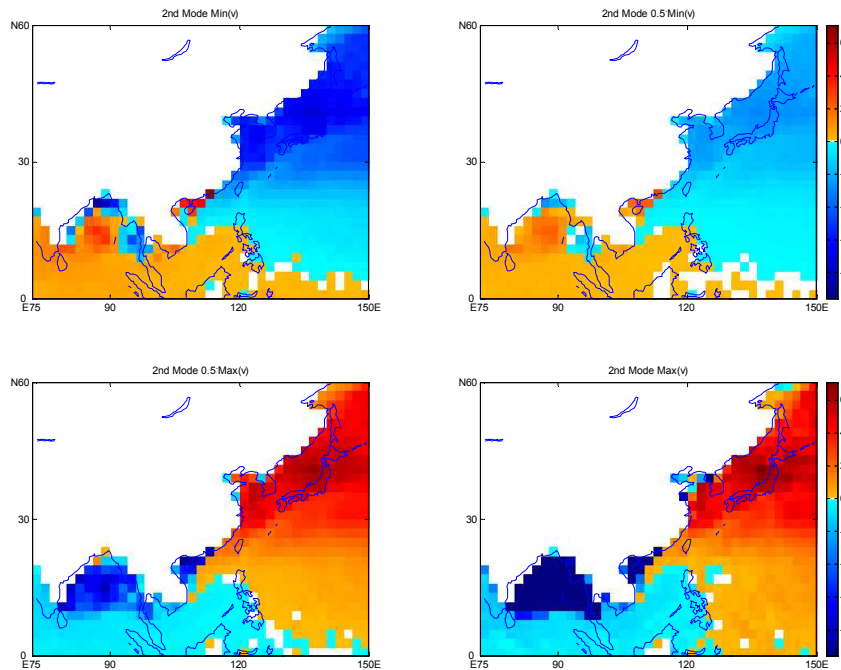 2nd Mode Min(v)
2nd Mode 0.5*Min(v)
N60
30
0
E75 90 120 150E
N60
30
0
E75 90 120 150E
2nd Mode 0.5*Max(v)
2nd Mode Max(v)
N60
30
0
E75 90 120 150E
N60
30
0
E75 90 120 150E